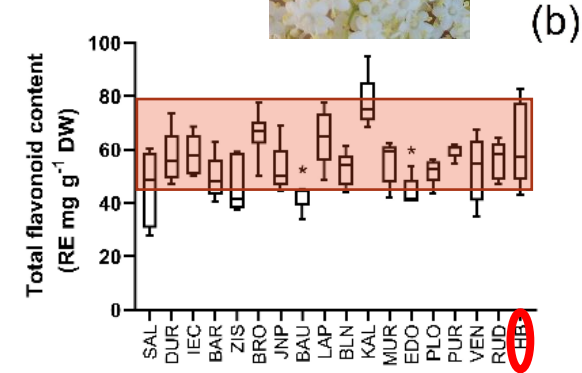 (b)
Total flavonoid content
(RE mg g-1 DW)
100
80
60
40
20
0
*
*
SAL
DUR
IEC
BAR
ZIS
BRO
JNP
BAU
LAP
BLN
KAL
MUR
EDO
PLO
PUR
VEN
RUD
HB